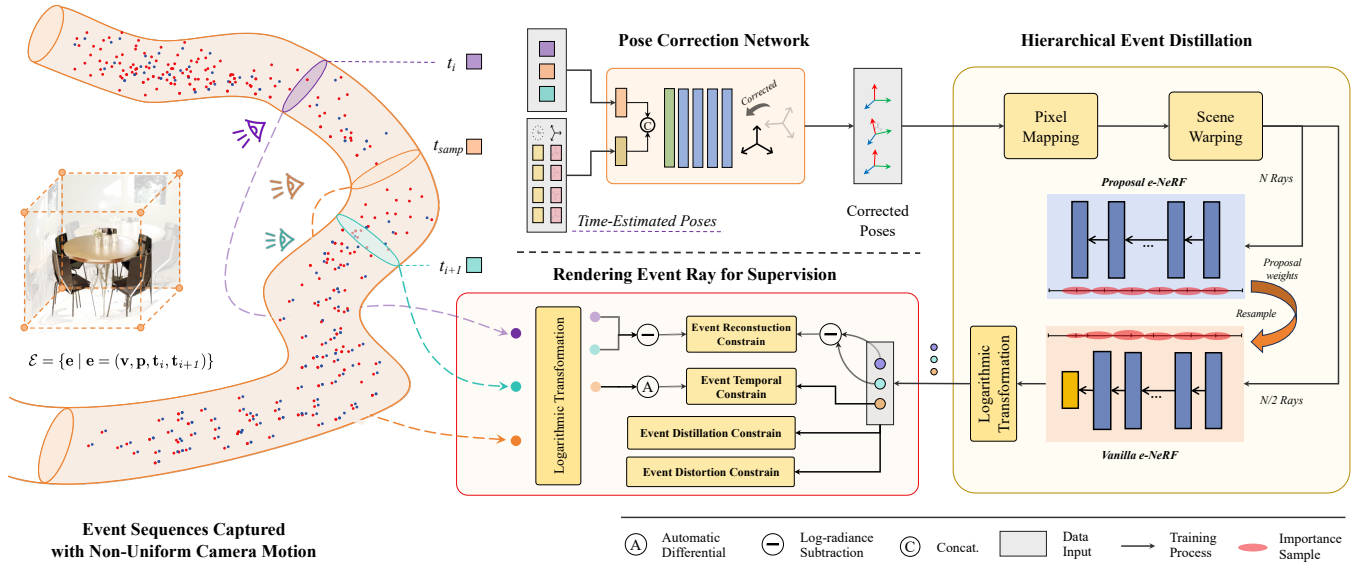 Pose Correction Network
Hierarchical Event Distillation
t_i
t_samp
t_{i+1}
C
Corrected
Time-Estimated Poses
Corrected
Poses
Pixel
Mapping
Scene
Warping
N Rays
Proposal e-NeRF
...
Proposal
weights
Resample
N/2 Rays
...
Vanilla e-NeRF
Logarithmic
Transformation
Rendering Event Ray for Supervision
Logarithmic Transformation
Event Reconstuction
Constrain
A
Event Temporal
Constrain
Event Distillation Constrain
Event Distortion Constrain
ℰ = {e | e = (v, p, t_i, t_{i+1})}
Event Sequences Captured
with Non-Uniform Camera Motion
A
Automatic
Differential
Log-radiance
Subtraction
C
Concat.
Data
Input
Training
Process
Importance
Sample